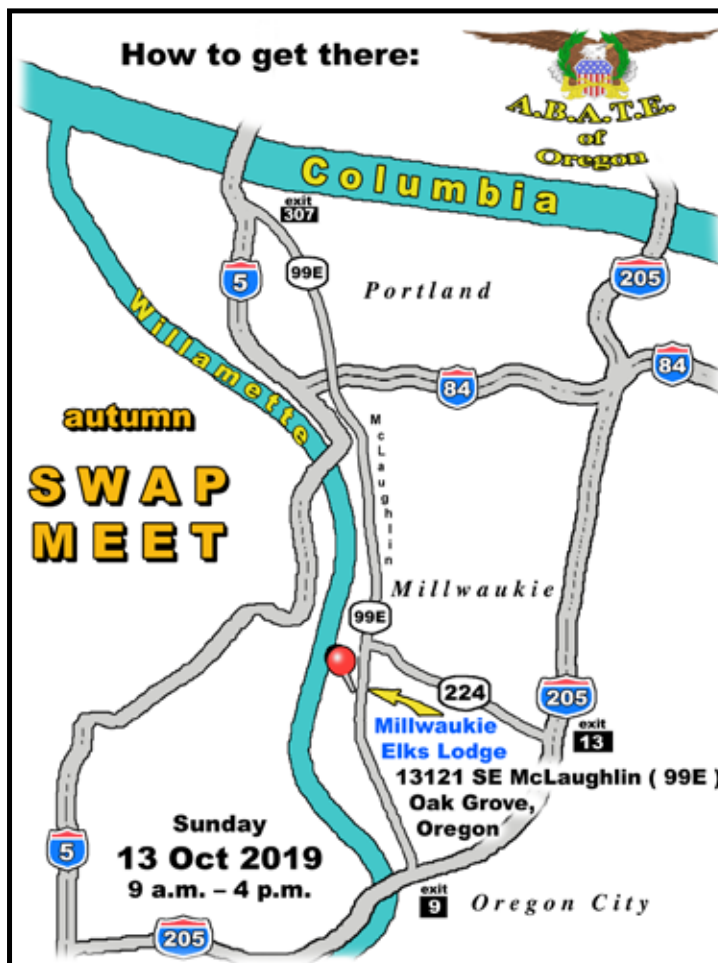 How to get there:
A.B.A.T.E.
of
Oregon
Columbia
exit
307
99E
5
205
Portland
Willamette
84
84
autumn
SWAP
MEET
McLaughlin
Millwaukie
99E
224
205
exit
13
Millwaukie
Elks Lodge
13121 SE McLaughlin ( 99E )
Oak Grove,
Oregon
Sunday
13 Oct 2019
9 a.m. – 4 p.m.
5
exit
9
Oregon City
205